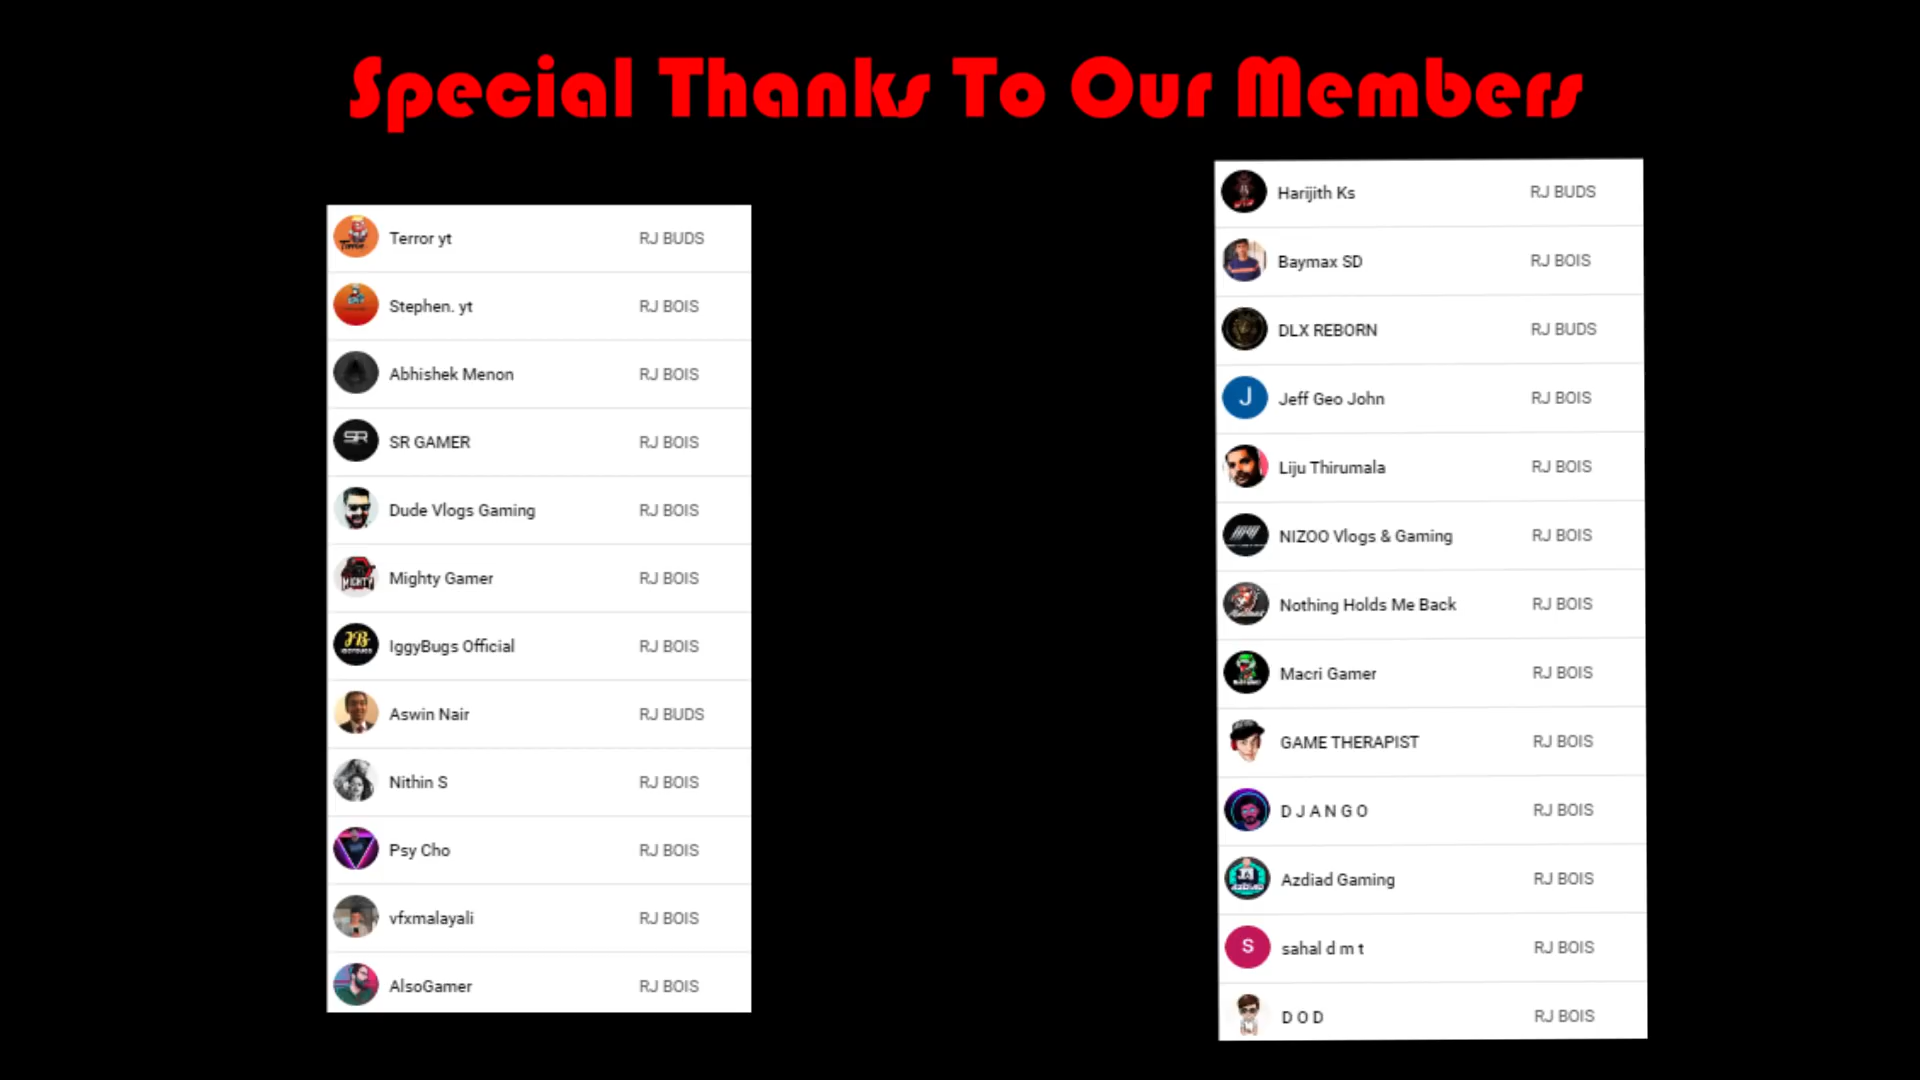 Special Thanks To Our Members
Terror yt RJ BUDS
Stephen. yt RJ BOIS
Abhishek Menon RJ BOIS
SR GAMER RJ BOIS
Dude Vlogs Gaming RJ BOIS
Mighty Gamer RJ BOIS
IggyBugs Official RJ BOIS
Aswin Nair RJ BUDS
Nithin S RJ BOIS
Psy Cho RJ BOIS
vfxmalayali RJ BOIS
AlsoGamer RJ BOIS
Harijith Ks RJ BUDS
Baymax SD RJ BOIS
DLX REBORN RJ BUDS
J Jeff Geo John RJ BOIS
Liju Thirumala RJ BOIS
NIZOO Vlogs & Gaming RJ BOIS
Nothing Holds Me Back RJ BOIS
Macri Gamer RJ BOIS
GAME THERAPIST RJ BOIS
D J A N G O RJ BOIS
Azdiad Gaming RJ BOIS
S sahal d m t RJ BOIS
D O D RJ BOIS